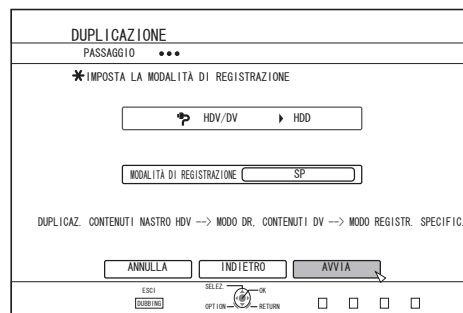 DUPLICAZIONE
PASSAGGIO
IMPOSTA LA MODALITÀ DI REGISTRAZIONE
HDV/DV HDD
MODALITÀ DI REGISTRAZIONE SP
DUPLICAZ. CONTENUTI NASTRO HDV --> MODO DR, CONTENUTI DV --> MODO REGISTR. SPECIFIC.
ANNULLA INDIETRO AVVIA
ESCI SELEZ. OK
DUBBING OPTION RETURN